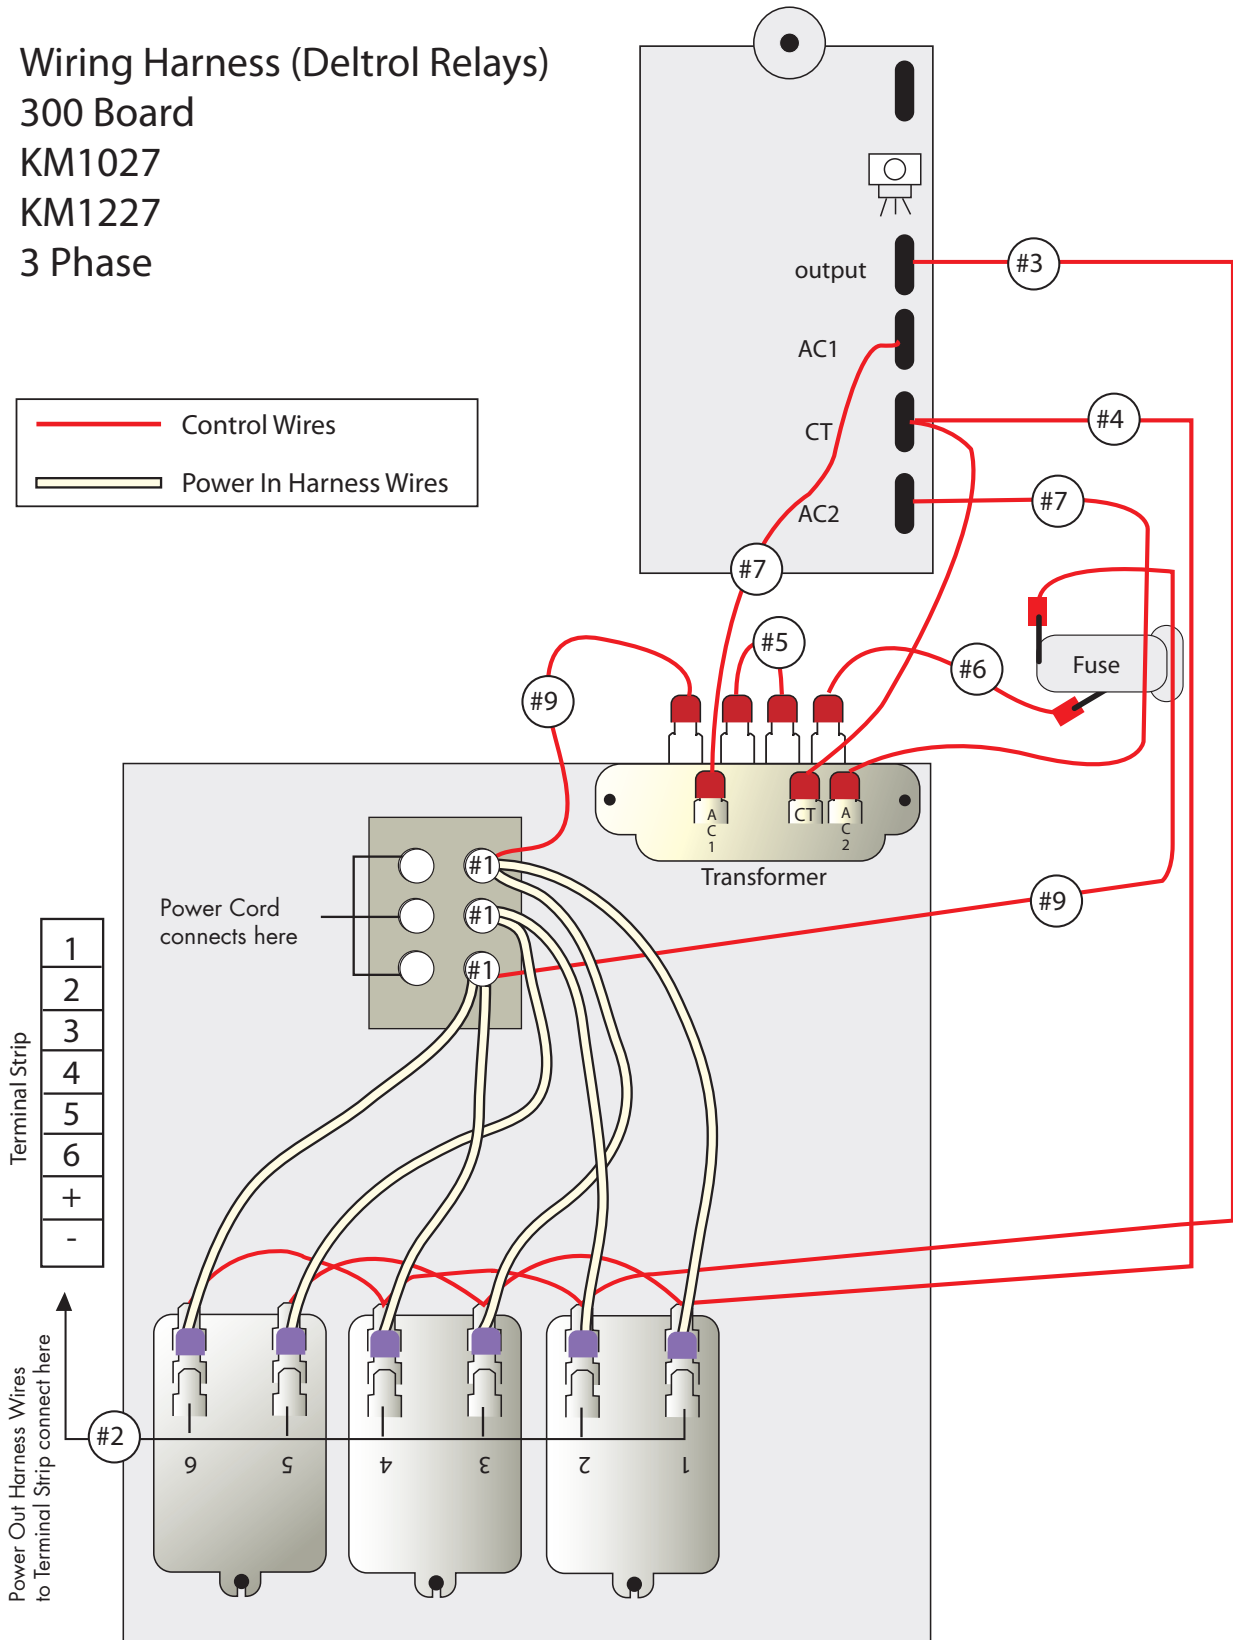 Wiring Harness (Deltrol Relays)
300 Board
KM1027
KM1227
3 Phase
Control Wires
Power In Harness Wires
output
AC1
CT
AC2
#3
#4
#7
#7
#5
#6
#9
Fuse
AC1
CT
AC2
Transformer
#9
Power Cord
connects here
#1
#1
#1
Terminal Strip
1
2
3
4
5
6
+
-
Power Out Harness Wires
to Terminal Strip connect here
#2
6
5
4
3
2
1